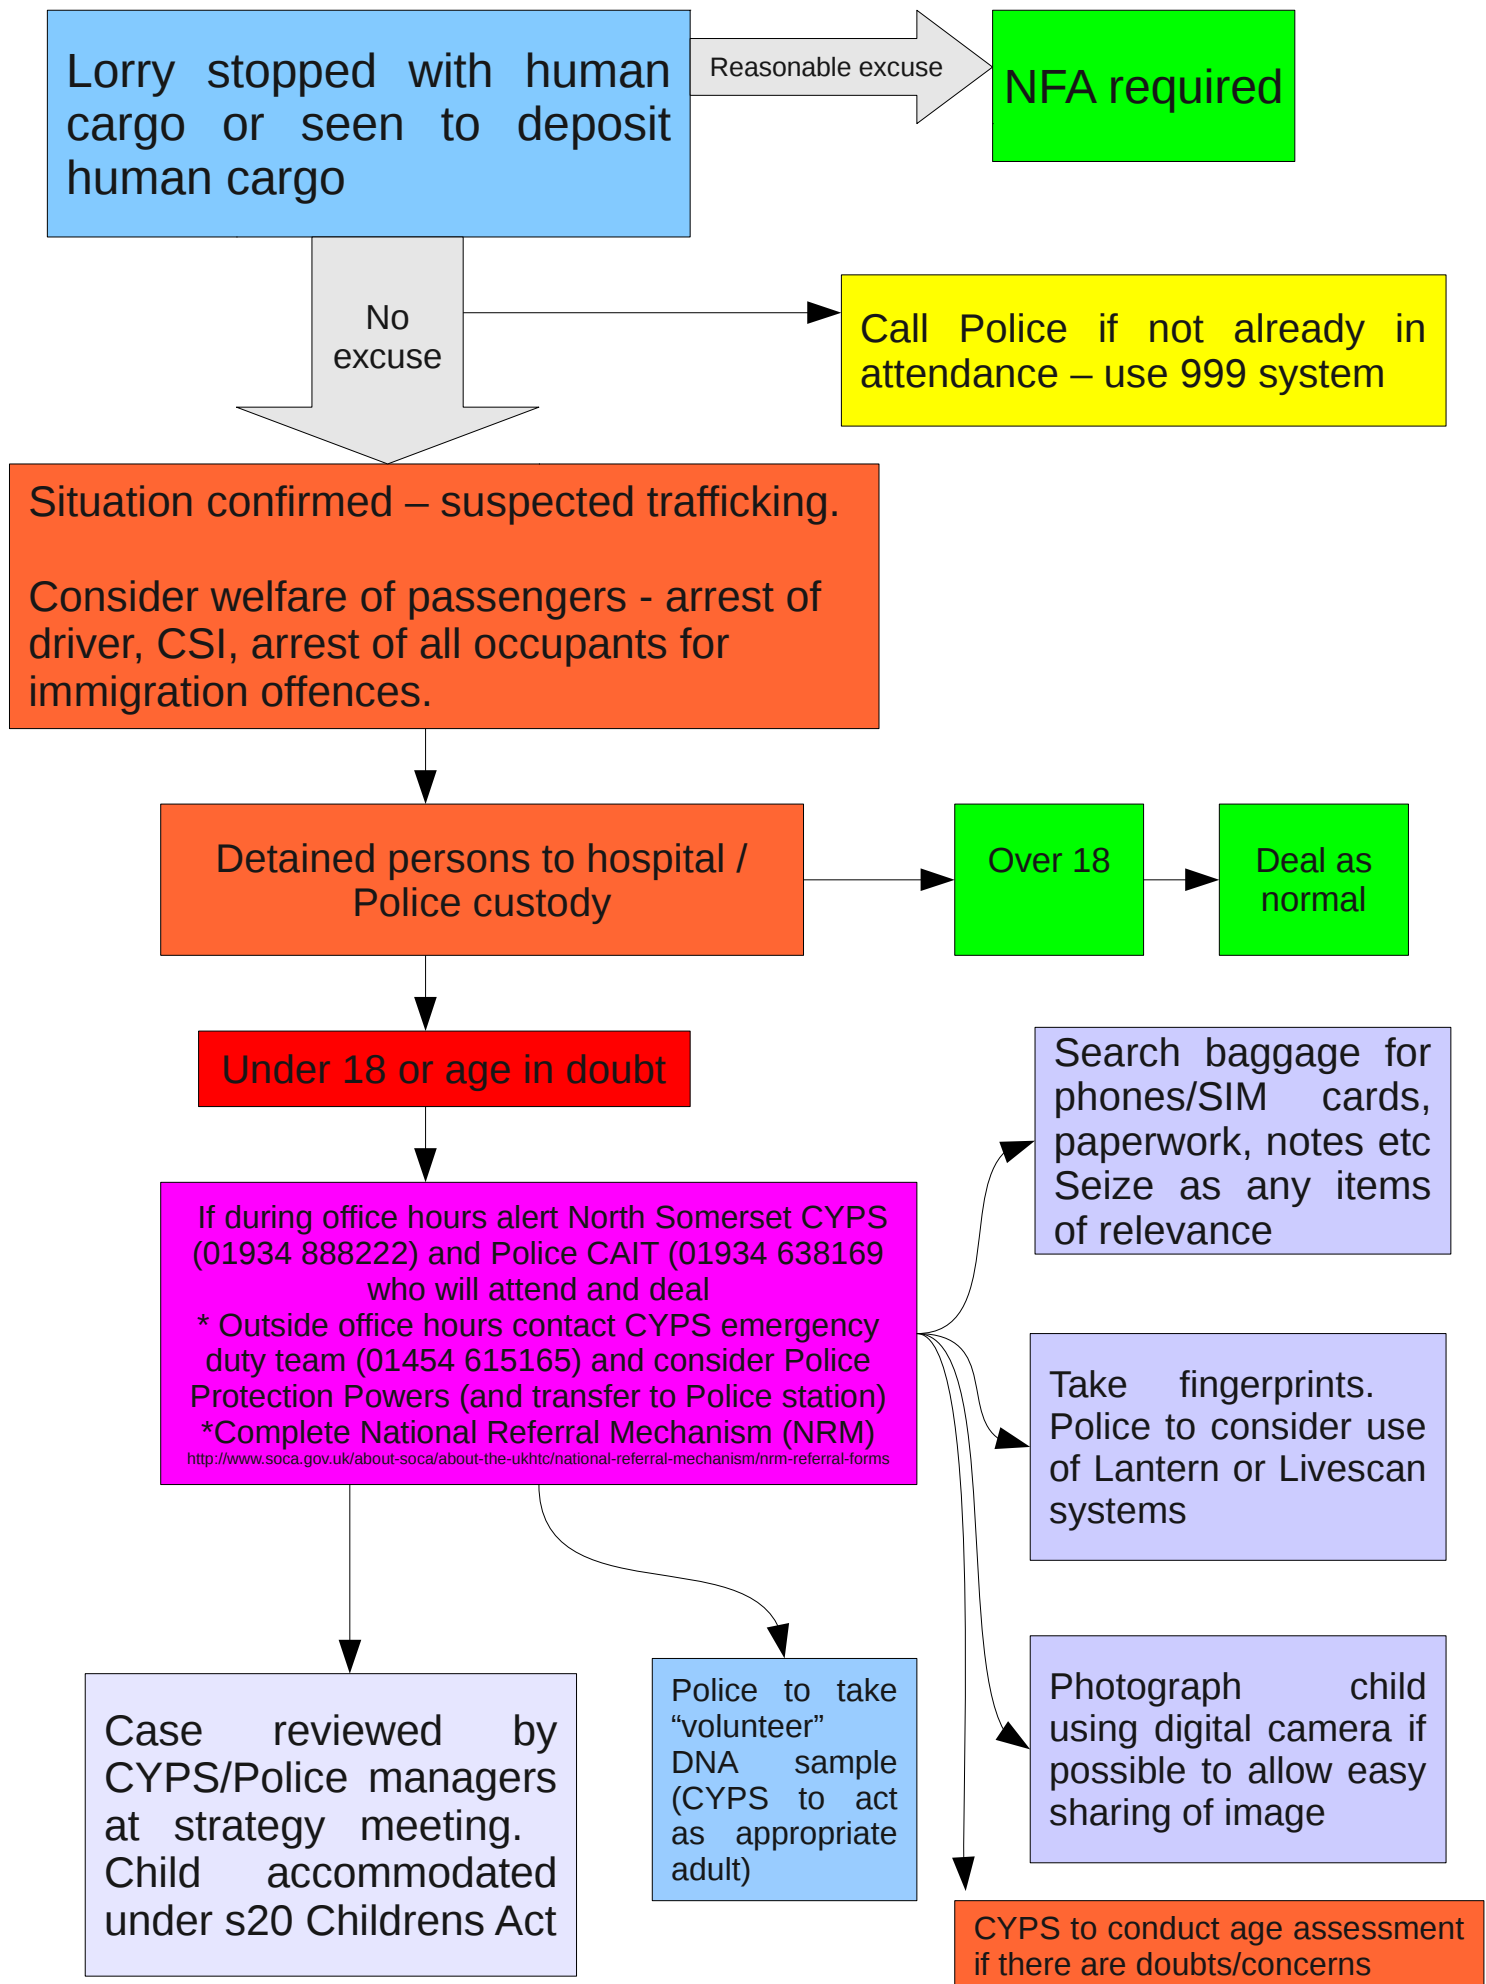 Lorry stopped with human
cargo or seen to deposit
human cargo
Reasonable excuse
NFA required
No
excuse
Call Police if not already in
attendance – use 999 system
Situation confirmed – suspected trafficking.
Consider welfare of passengers - arrest of
driver, CSI, arrest of all occupants for
immigration offences.
Detained persons to hospital /
Police custody
Over 18
Deal as
normal
Under 18 or age in doubt
Search baggage for
phones/SIM cards,
paperwork, notes etc
Seize as any items
of relevance
If during office hours alert North Somerset CYPS
(01934 888222) and Police CAIT (01934 638169
who will attend and deal
* Outside office hours contact CYPS emergency
duty team (01454 615165) and consider Police
Protection Powers (and transfer to Police station)
*Complete National Referral Mechanism (NRM)
http://www.soca.gov.uk/about-soca/about-the-ukhtc/national-referral-mechanism/nrm-referral-forms
Take fingerprints.
Police to consider use
of Lantern or Livescan
systems
Photograph child
using digital camera if
possible to allow easy
sharing of image
Case reviewed by
CYPS/Police managers
at strategy meeting.
Child accommodated
under s20 Childrens Act
Police to take
“volunteer”
DNA sample
(CYPS to act
as appropriate
adult)
CYPS to conduct age assessment
if there are doubts/concerns